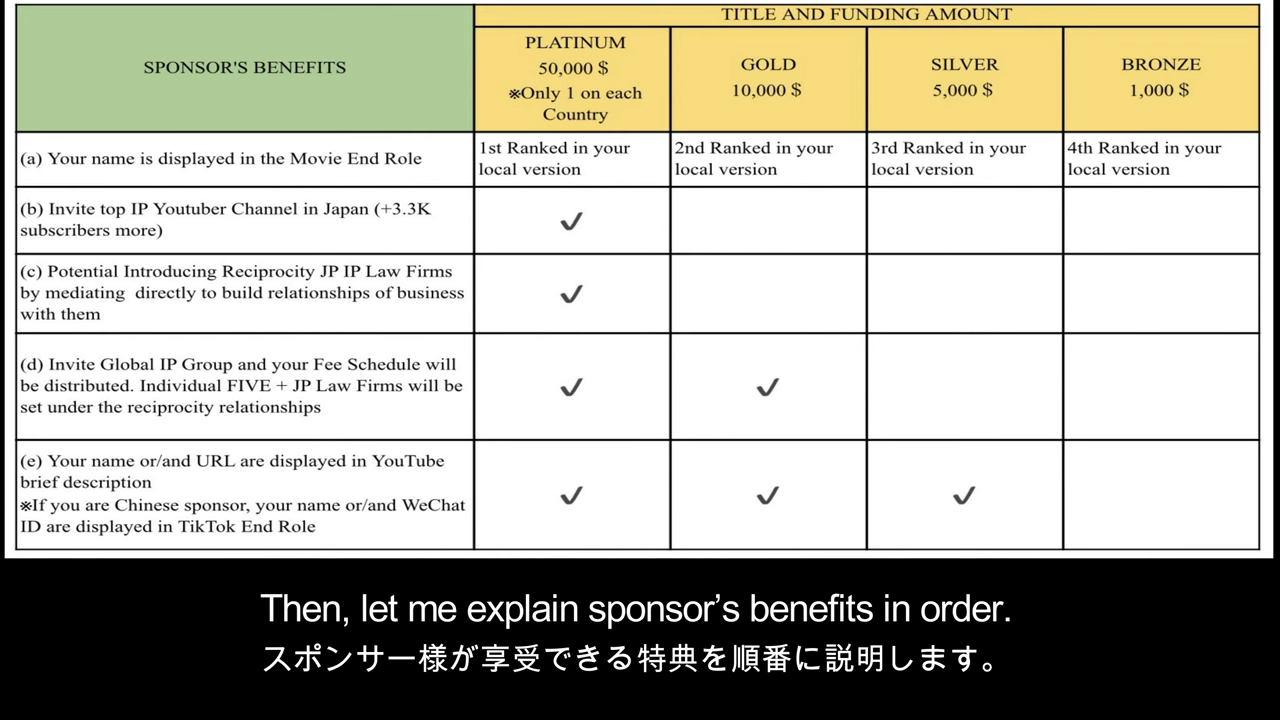 TITLE AND FUNDING AMOUNT
SPONSOR'S BENEFITS
PLATINUM
50,000 $
※Only 1 on each
Country
GOLD
10,000 $
SILVER
5,000 $
BRONZE
1,000 $
(a) Your name is displayed in the Movie End Role
1st Ranked in your
local version
2nd Ranked in your
local version
3rd Ranked in your
local version
4th Ranked in your
local version
(b) Invite top IP Youtuber Channel in Japan (+3.3K
subscribers more)
✓
(c) Potential Introducing Reciprocity JP IP Law Firms
by mediating directly to build relationships of business
with them
✓
(d) Invite Global IP Group and your Fee Schedule will
be distributed. Individual FIVE + JP Law Firms will be
set under the reciprocity relationships
✓ ✓
(e) Your name or/and URL are displayed in YouTube
brief description
※If you are Chinese sponsor, your name or/and WeChat
ID are displayed in TikTok End Role
✓ ✓ ✓
Then, let me explain sponsor's benefits in order.
スポンサー様が享受できる特典を順番に説明します。